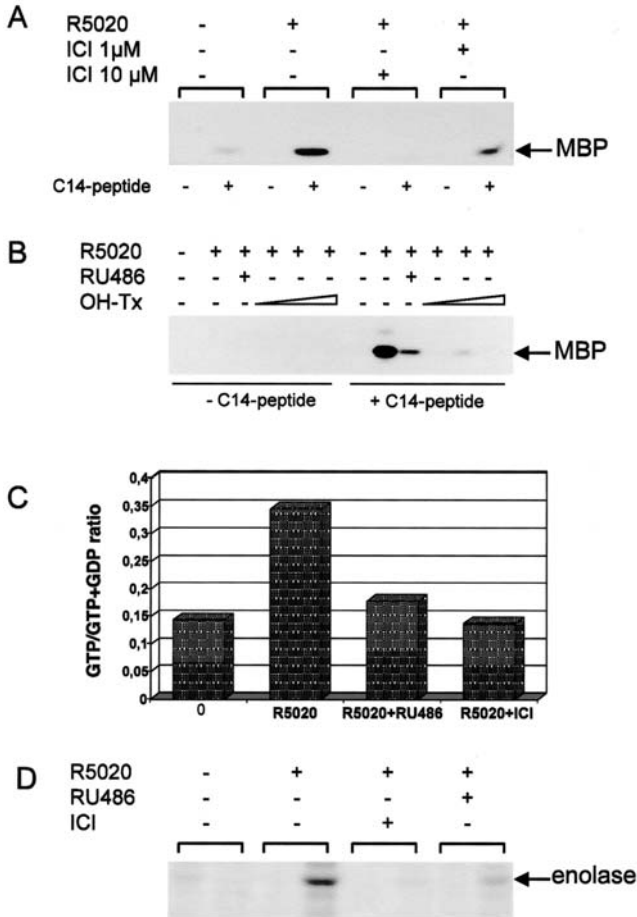 A
R5020 - + + +
ICI 1µM - - - +
ICI 10 µM - - + -
MBP
C14-peptide - + - + - + - +
B
R5020 - + + + + + - + + + + +
RU486 - - + - - - - - + - - -
OH-Tx - - - - - -
MBP
- C14-peptide + C14-peptide
C
GTP/GTP+GDP ratio
0,4
0,35
0,3
0,25
0,2
0,15
0,1
0,05
0
0 R5020 R5020+RU486 R5020+ICI
D
R5020 - + + +
RU486 - - - +
ICI - - + -
enolase